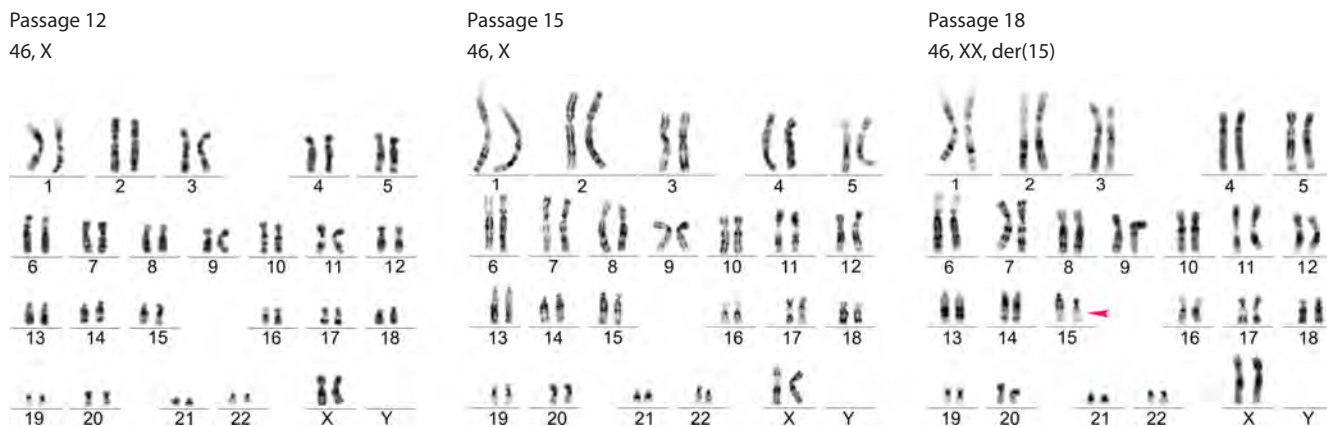 Passage 12
46, X
1 2 3 4 5
6 7 8 9 10 11 12
13 14 15 16 17 18
19 20 21 22 X Y
Passage 15
46, X
1 2 3 4 5
6 7 8 9 10 11 12
13 14 15 16 17 18
19 20 21 22 X Y
Passage 18
46, XX, der(15)
1 2 3 4 5
6 7 8 9 10 11 12
13 14 15 16 17 18
19 20 21 22 X Y